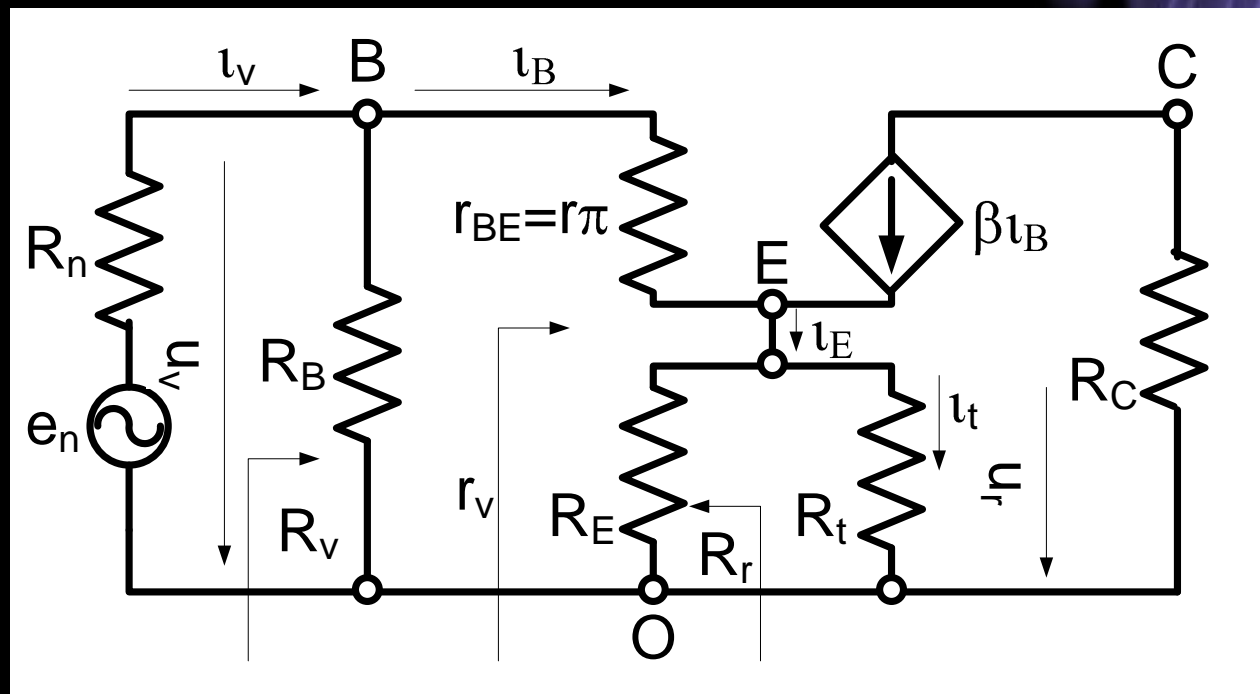 ιv
B
ιB
C
Rn
rBE=rπ
βιB
E
uv
RB
ιE
RC
en
ιt
ur
rv
RE
Rt
Rv
Rr
O